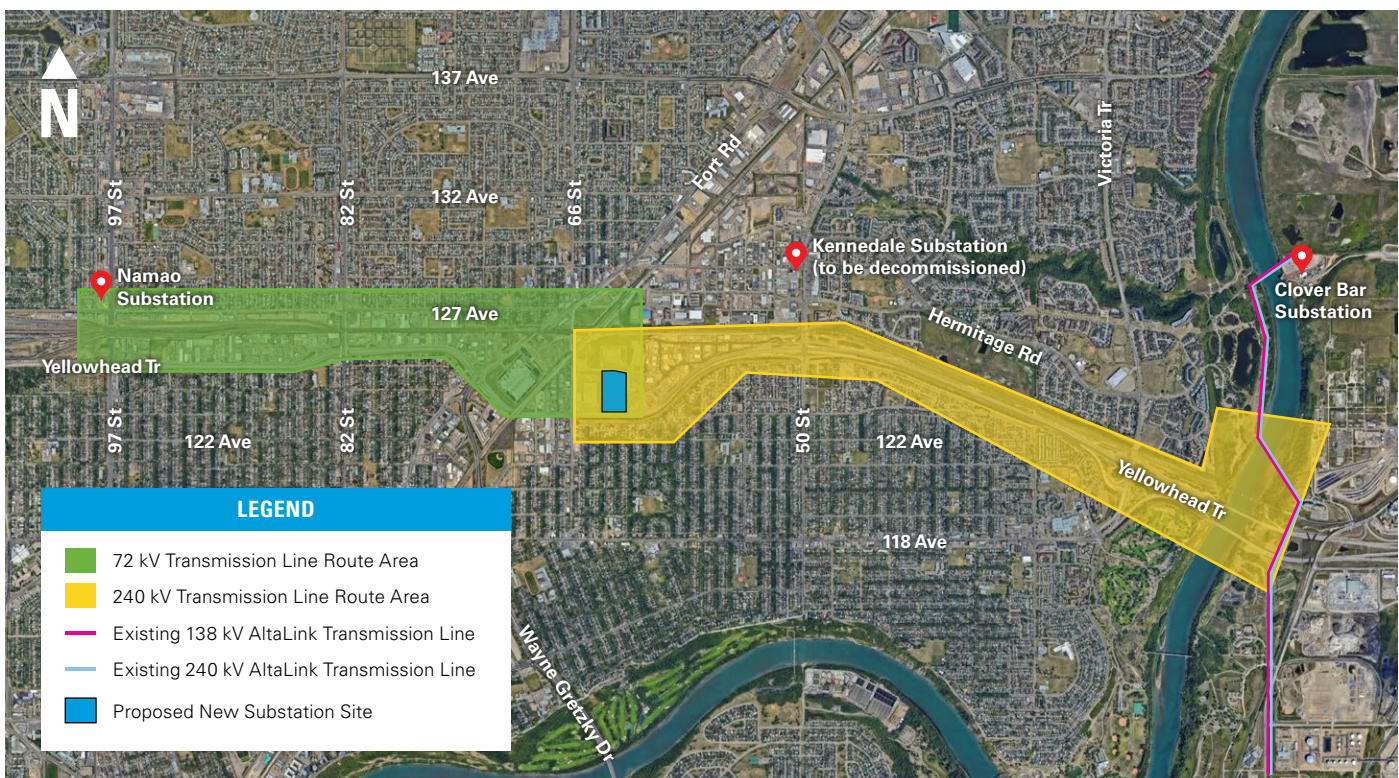 N
137 Ave
Fort Rd
Victoria Tr
97 St
82 St
132 Ave
66 St
Kennedale Substation
(to be decommissioned)
Namao
Substation
Clover Bar
Substation
127 Ave
Hermitage Rd
Yellowhead Tr
97 St
122 Ave
82 St
50 St
122 Ave
Yellowhead Tr
118 Ave
Wayne Gretzky Dr
LEGEND
72 kV Transmission Line Route Area
240 kV Transmission Line Route Area
Existing 138 kV AltaLink Transmission Line
Existing 240 kV AltaLink Transmission Line
Proposed New Substation Site